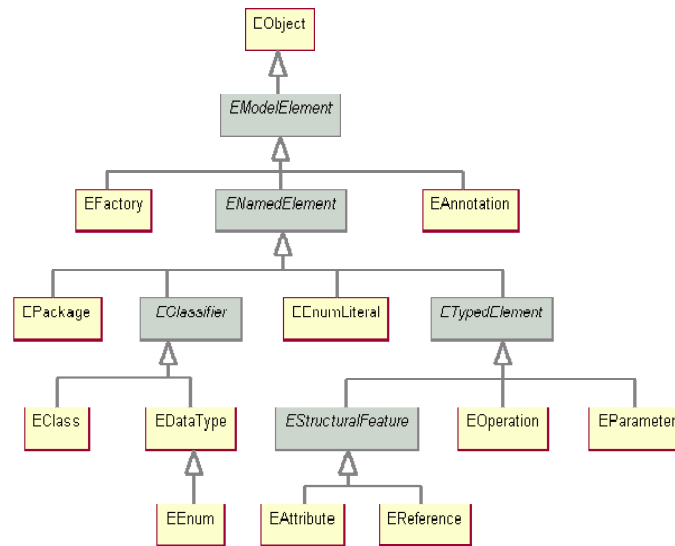 EObject
EModelElement
EFactory
ENamedElement
EAnnotation
EPackage
EClassifier
EEnumLiteral
ETypedElement
EClass
EDataType
EStructuralFeature
EOperation
EParameter
EEnum
EAttribute
EReference